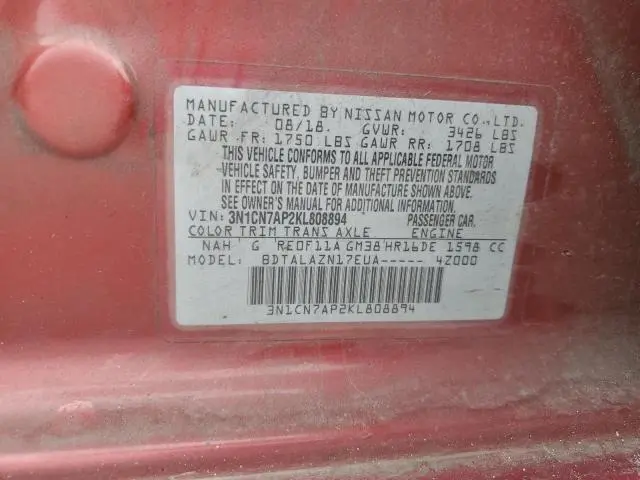 MANUFACTURED BY NISSAN MOTOR CO.,LTD.
DATE: 08/18. GVWR: 3426 LBS
GAWR FR: 1750 LBS GAWR RR: 1708 LBS
THIS VEHICLE CONFORMS TO ALL APPLICABLE FEDERAL MOTOR
VEHICLE SAFETY, BUMPER AND THEFT PREVENTION STANDARDS
IN EFFECT ON THE DATE OF MANUFACTURE SHOWN ABOVE.
SEE OWNER'S MANUAL FOR ADDITIONAL INFORMATION.
VIN: 3N1CN7AP2KL808894 PASSENGER CAR.
COLOR TRIM TRANS AXLE ENGINE
NAH G RE0F11A GM38 HR16DE 1598 CC
MODEL: BDTALAZN17EUA----- 4Z000
3N1CN7AP2KL808894